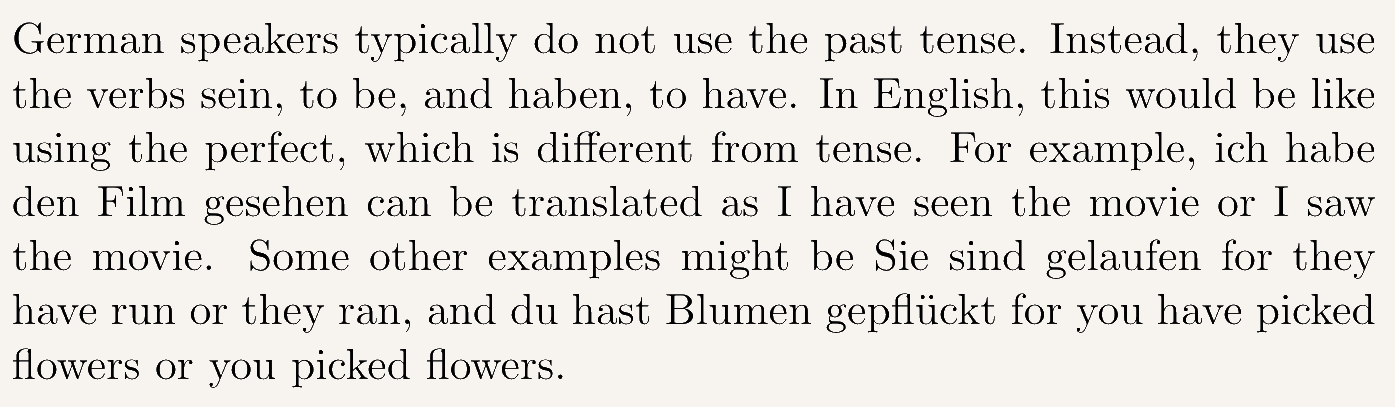 German speakers typically do not use the past tense. Instead, they use
the verbs sein, to be, and haben, to have. In English, this would be like
using the perfect, which is different from tense. For example, ich habe
den Film gesehen can be translated as I have seen the movie or I saw
the movie. Some other examples might be Sie sind gelaufen for they
have run or they ran, and du hast Blumen gepflückt for you have picked
flowers or you picked flowers.